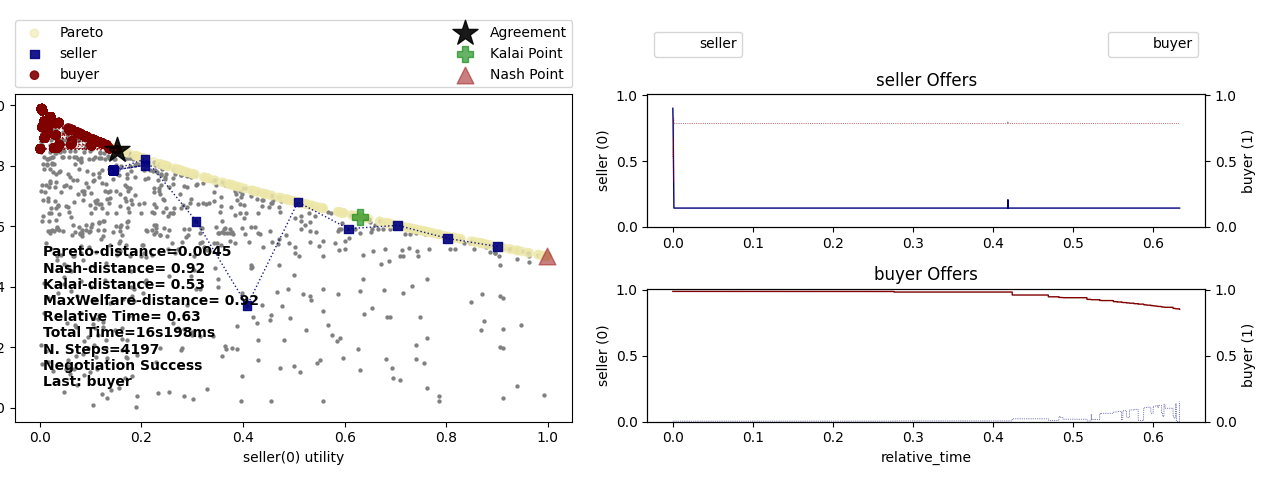 Pareto
seller
buyer
Agreement
Kalai Point
Nash Point
seller
buyer
seller Offers
1.0
0.5
0.0
seller (0)
1.0
0.5
0.0
buyer (1)
0.0 0.1 0.2 0.3 0.4 0.5 0.6
buyer Offers
1.0
0.5
0.0
seller (0)
1.0
0.5
0.0
buyer (1)
0.0 0.1 0.2 0.3 0.4 0.5 0.6
relative_time
0
8
6
4
2
0
Pareto-distance=0.0045
Nash-distance= 0.92
Kalai-distance= 0.53
MaxWelfare-distance= 0.92
Relative Time= 0.63
Total Time=16s198ms
N. Steps=4197
Negotiation Success
Last: buyer
0.0 0.2 0.4 0.6 0.8 1.0
seller(0) utility